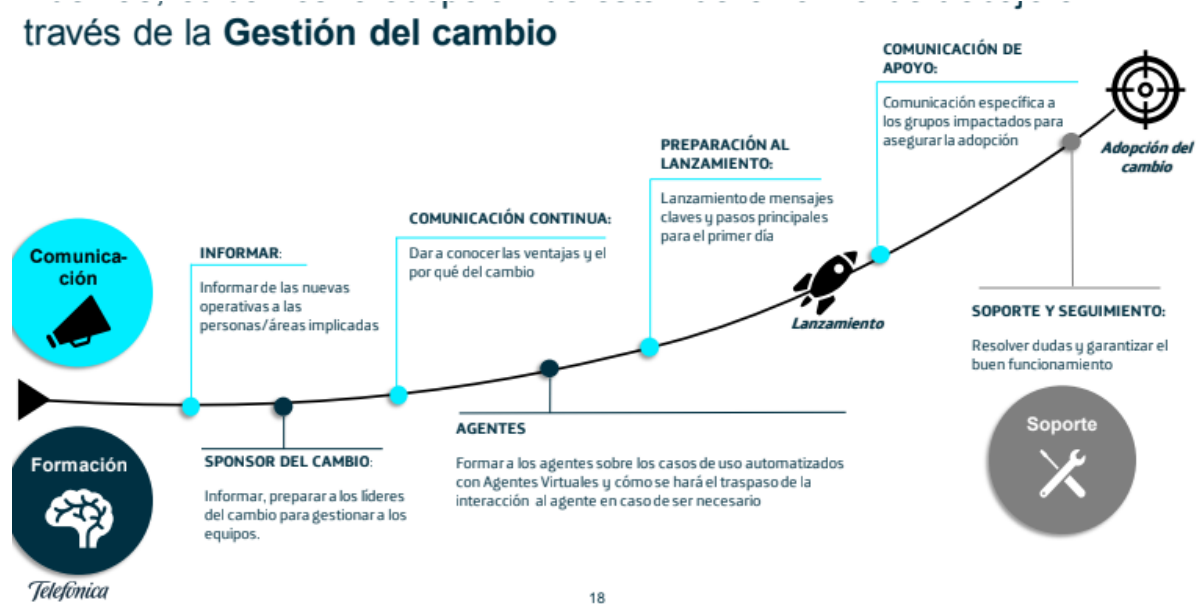 través de la Gestión del cambio
COMUNICACIÓN DE
APOYO:
Comunicación específica a
los grupos impactados para
asegurar la adopción
Adopción del
cambio
PREPARACIÓN AL
LANZAMIENTO:
Lanzamiento de mensajes
claves y pasos principales
para el primer día
COMUNICACIÓN CONTINUA:
Dar a conocer las ventajas y el
por qué del cambio
INFORMAR:
Informar de las nuevas
operativas a las
personas/áreas implicadas
Comunica-
ción
Lanzamiento
SOPORTE Y SEGUIMIENTO:
Resolver dudas y garantizar el
buen funcionamiento
Soporte
Formación
SPONSOR DEL CAMBIO:
Informar, preparar a los líderes
del cambio para gestionar a los
equipos.
AGENTES
Formar a los agentes sobre los casos de uso automatizados
con Agentes Virtuales y cómo se hará el traspaso de la
interacción al agente en caso de ser necesario
Telefónica
18